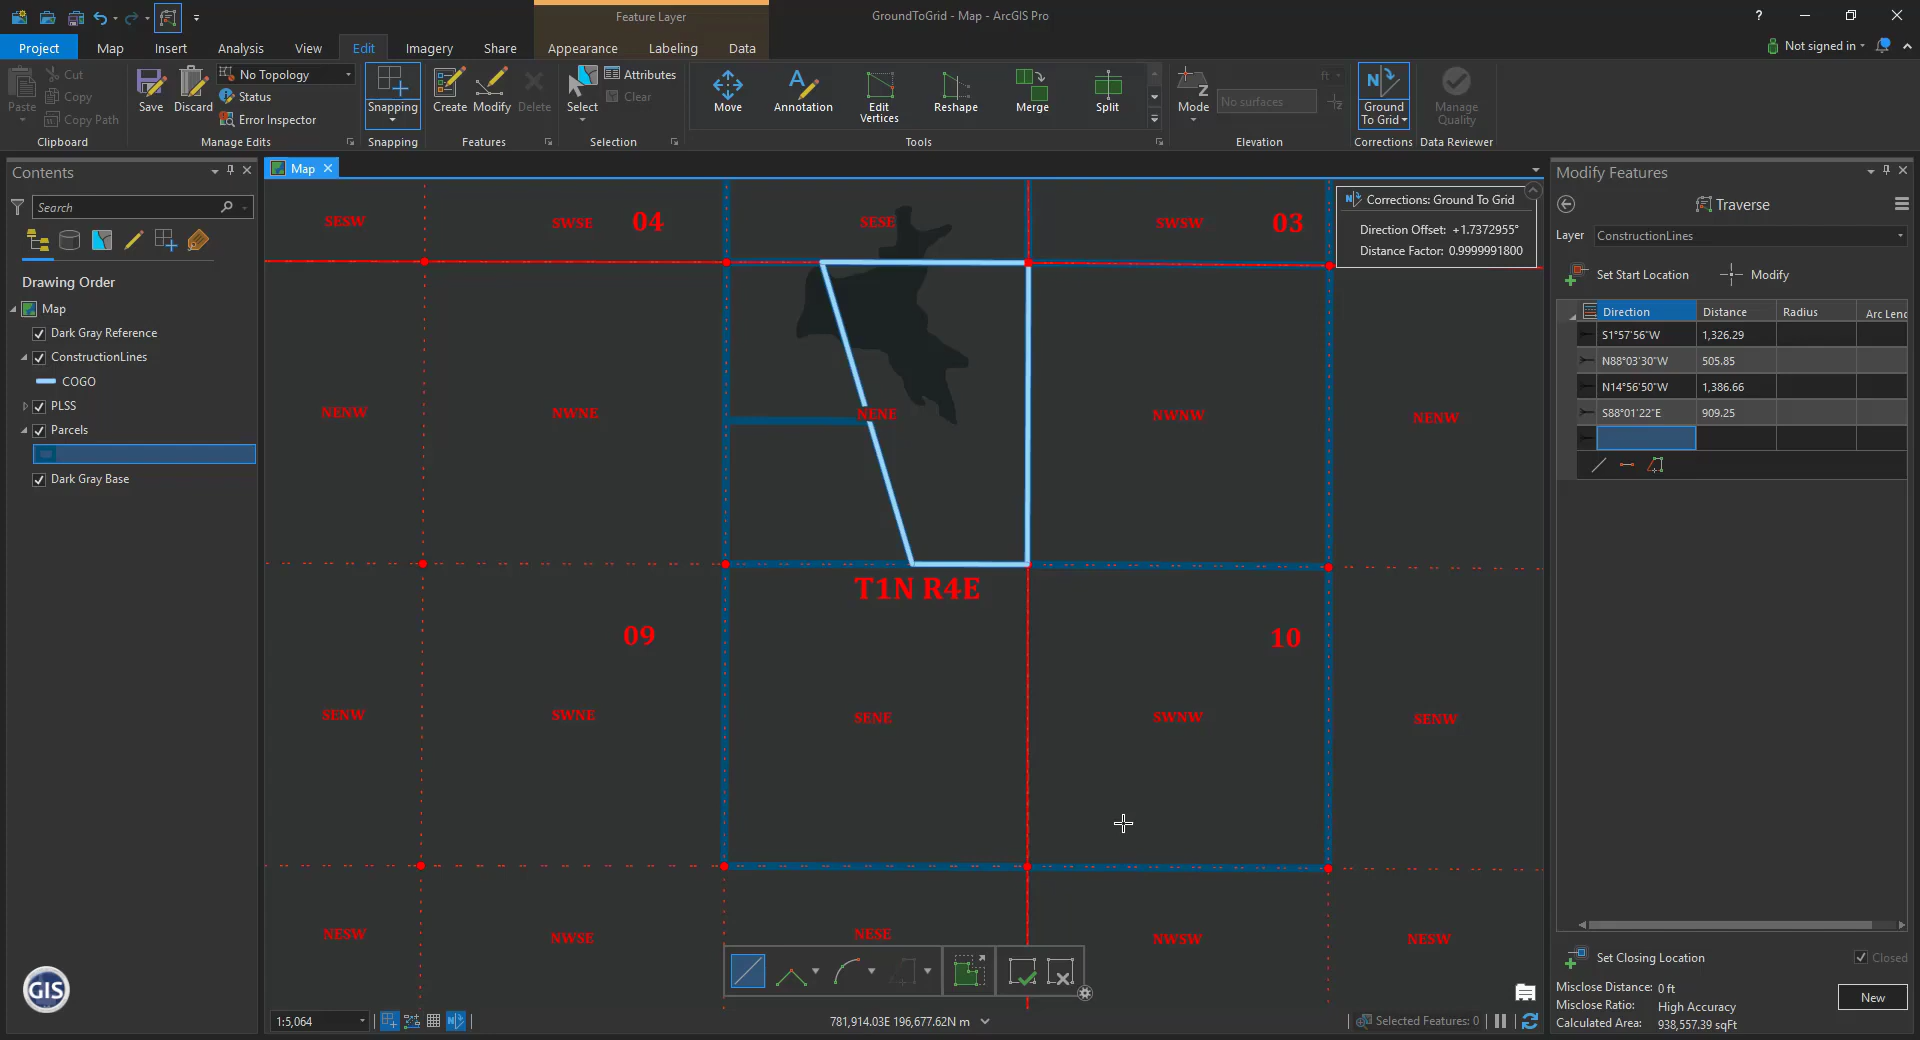 Feature Layer
GroundToGrid - Map - ArcGIS Pro
?
Project
Map
Insert
Analysis
View
Edit
Imagery
Share
Appearance
Labeling
Data
Not signed in
Paste
Cut
Copy
Copy Path
Clipboard
Save
Discard
No Topology
Status
Error Inspector
Manage Edits
Snapping
Snapping
Create
Modify
Delete
Features
Select
Attributes
Clear
Selection
Move
Annotation
Edit
Vertices
Reshape
Merge
Split
Tools
Mode
No surfaces
ft
Elevation
Ground
To Grid
Corrections
Manage
Quality
Data Reviewer
Contents
Search
Drawing Order
Map
Dark Gray Reference
ConstructionLines
COGO
PLSS
Parcels
Dark Gray Base
GIS
Map
SESW
SWSE
04
SESE
SWSW
03
Corrections: Ground To Grid
Direction Offset: +1.7372955°
Distance Factor: 0.9999991800
NENW
NWNE
NENE
NWNW
NENW
T1N R4E
09
10
SENW
SWNE
SENE
SWNW
SENW
NESW
NWSE
NESE
NWSW
NESW
1:5,064
781,914.03E 196,677.62N m
Selected Features: 0
Modify Features
Traverse
Layer
ConstructionLines
Set Start Location
Modify
Direction
Distance
Radius
Arc Lenc
S1°57'56"W
1,326.29
N88°03'30"W
505.85
N14°56'50"W
1,386.66
S88°01'22"E
909.25
Set Closing Location
Closed
Misclose Distance: 0 ft
Misclose Ratio: High Accuracy
Calculated Area: 938,557.39 sqFt
New